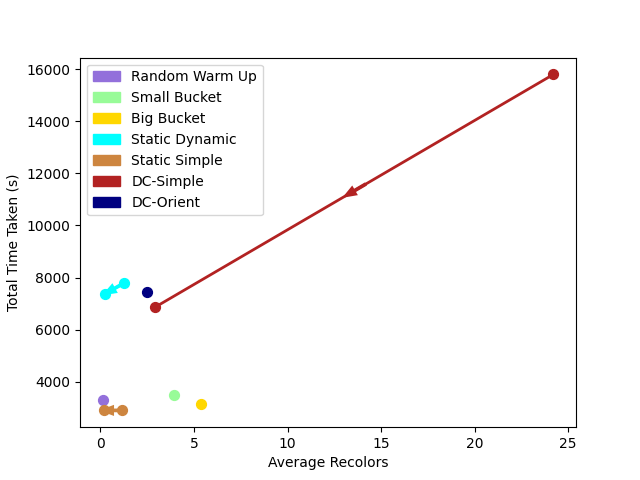 16000
14000
12000
10000
8000
6000
4000
Total Time Taken (s)
Random Warm Up
Small Bucket
Big Bucket
Static Dynamic
Static Simple
DC-Simple
DC-Orient
0 5 10 15 20 25
Average Recolors